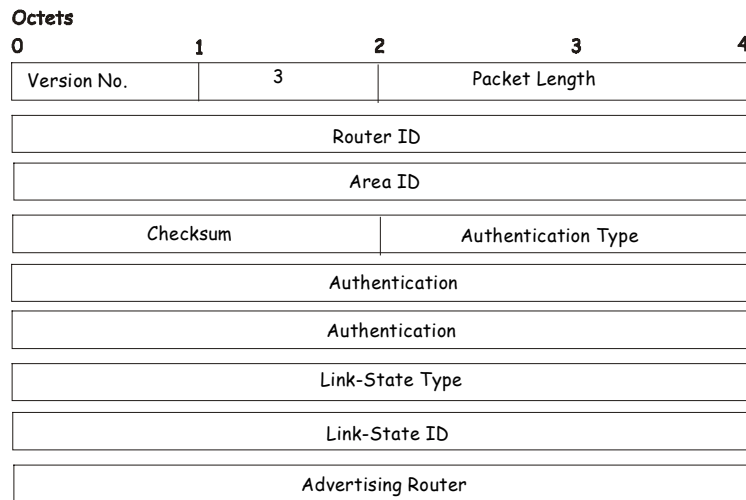 Octets
0 1 2 3 4
Version No. 3 Packet Length
Router ID
Area ID
Checksum Authentication Type
Authentication
Authentication
Link-State Type
Link-State ID
Advertising Router